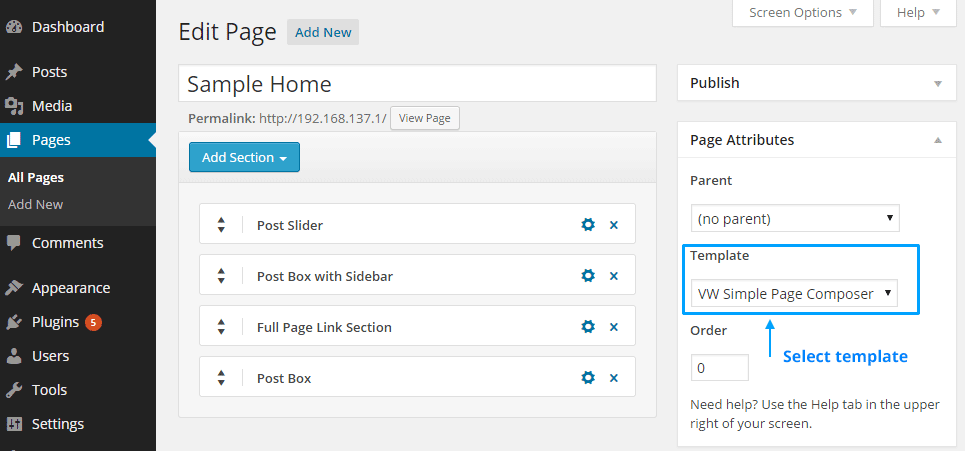 Dashboard
Posts
Media
Pages
All Pages
Add New
Comments
Appearance
Plugins 5
Users
Tools
Settings
Screen Options
Help
Edit Page Add New
Sample Home
Permalink: http://192.168.137.1/ View Page
Add Section
Post Slider
Post Box with Sidebar
Full Page Link Section
Post Box
Publish
Page Attributes
Parent
(no parent)
Template
VW Simple Page Composer
Order
Select template
0
Need help? Use the Help tab in the upper
right of your screen.